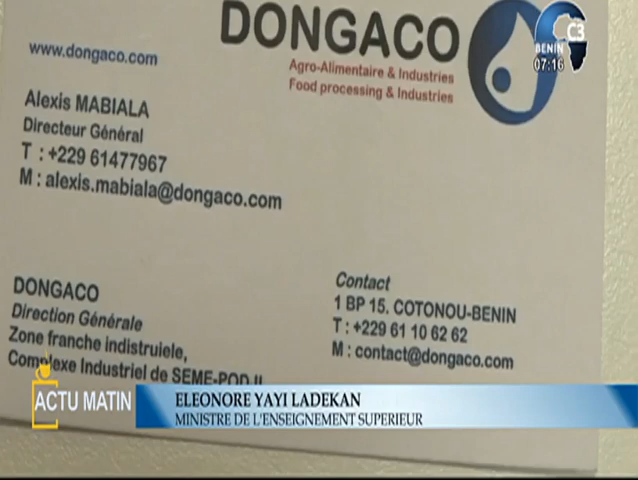 DONGACO
Agro-Alimentaire & Industries
Food processing & Industries
www.dongaco.com
C3
BENIN
07:16
Alexis MABIALA
Directeur Général
T : +229 61477967
M : alexis.mabiala@dongaco.com
DONGACO
Direction Générale
Zone franche indistruiele,
Complexe Industriel de SEME-POD II
Contact
1 BP 15. COTONOU-BENIN
T : +229 61 10 62 62
M : contact@dongaco.com
ACTU MATIN
ELEONORE YAYI LADEKAN
MINISTRE DE L'ENSEIGNEMENT SUPERIEUR